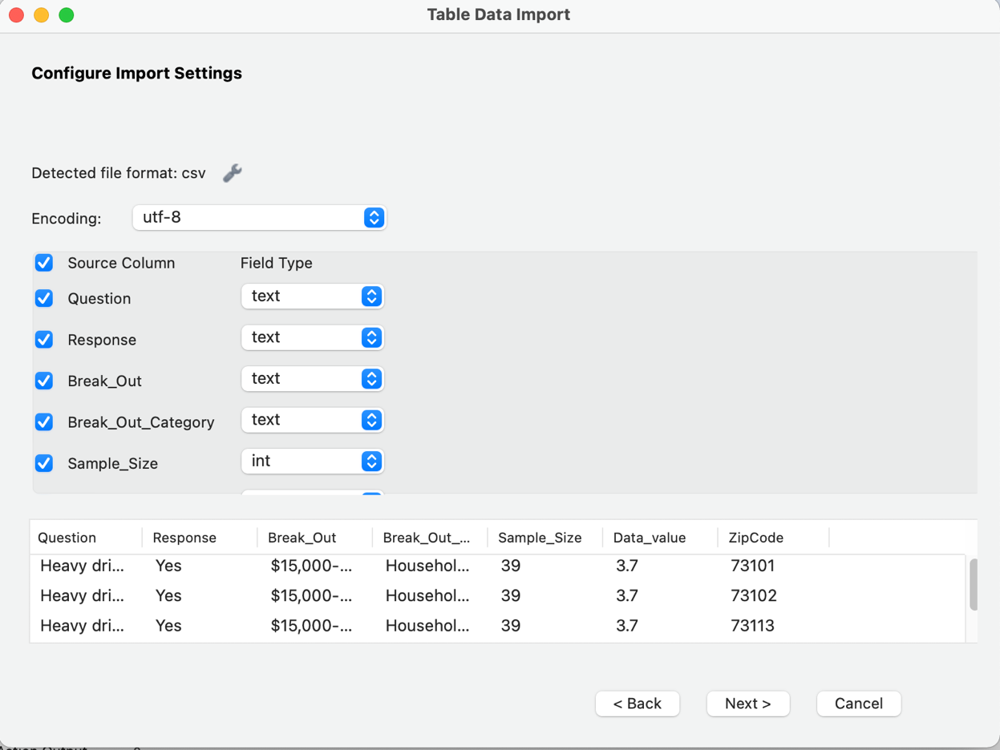 Table Data Import
Configure Import Settings
Detected file format: csv
Encoding: utf-8
Source Column Field Type
Question text
Response text
Break_Out text
Break_Out_Category text
Sample_Size int
Question Response Break_Out Break_Out_... Sample_Size Data_value ZipCode
Heavy dri... Yes $15,000-... Househol... 39 3.7 73101
Heavy dri... Yes $15,000-... Househol... 39 3.7 73102
Heavy dri... Yes $15,000-... Househol... 39 3.7 73113
< Back Next > Cancel